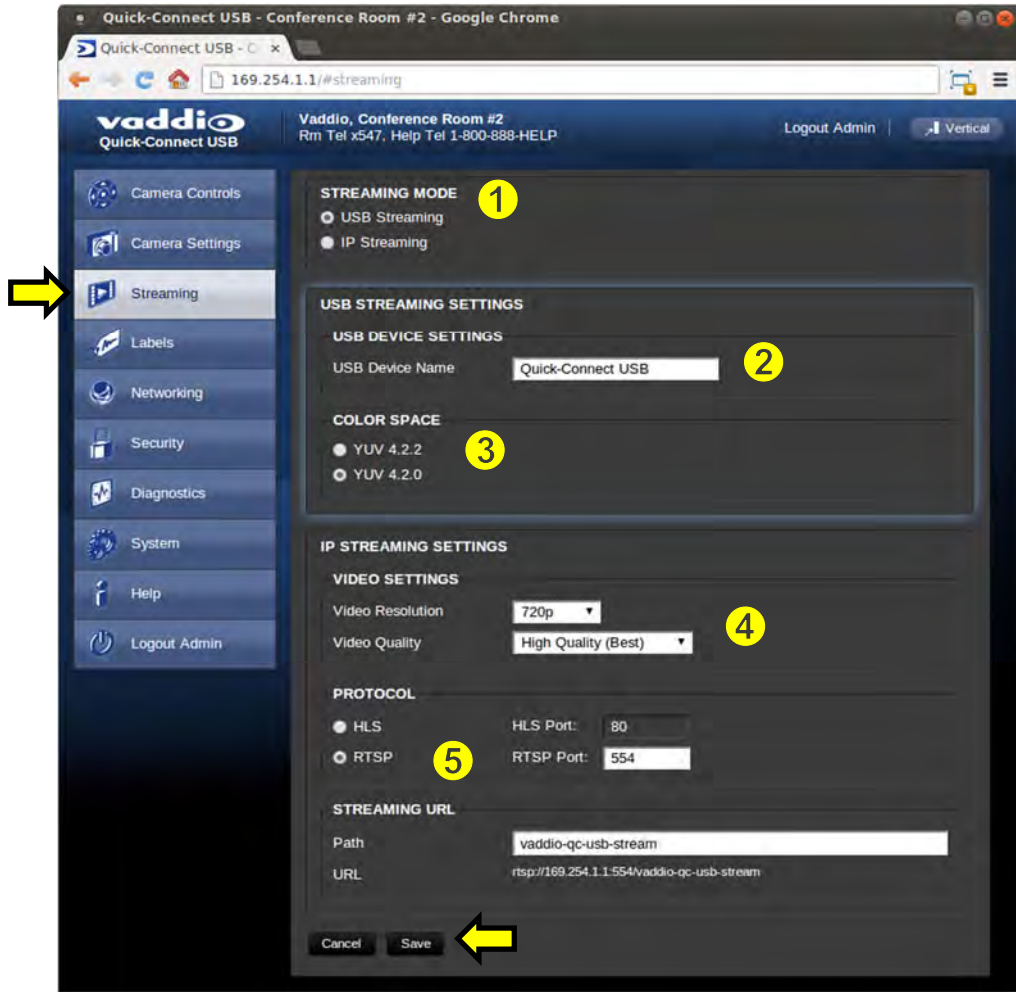 Quick-Connect USB - Conference Room #2 - Google Chrome
Quick-Connect USB - C
169.254.1.1/#streaming
vaddio
Quick-Connect USB
Vaddio, Conference Room #2
Rm Tel x547, Help Tel 1-800-888-HELP
Logout Admin
Vertical
Camera Controls
Camera Settings
Streaming
Labels
Networking
Security
Diagnostics
System
Help
Logout Admin
STREAMING MODE
1
USB Streaming
IP Streaming
USB STREAMING SETTINGS
USB DEVICE SETTINGS
USB Device Name
Quick-Connect USB
2
COLOR SPACE
YUV 4.2.2
3
YUV 4.2.0
IP STREAMING SETTINGS
VIDEO SETTINGS
Video Resolution
720p
4
Video Quality
High Quality (Best)
PROTOCOL
HLS
HLS Port:
80
RTSP
5
RTSP Port:
554
STREAMING URL
Path
vaddio-qc-usb-stream
URL
rtsp://169.254.1.1:554/vaddio-qc-usb-stream
Cancel
Save